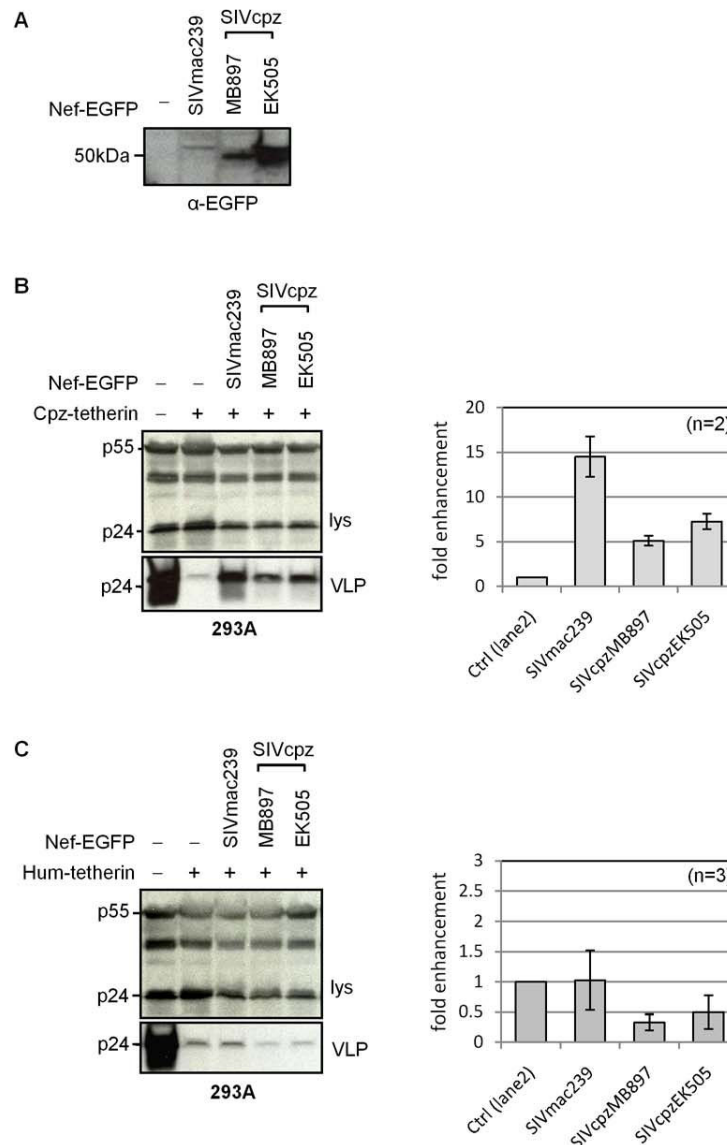 A
SIVcpz
SIVmac239
MB897
EK505
Nef-EGFP –
50kDa
α-EGFP
B
SIVcpz
SIVmac239
MB897
EK505
Nef-EGFP – –
Cpz-tetherin – + + + +
p55
p24
lys
p24
VLP
293A
(n=2)
fold enhancement
20
15
10
5
0
Ctrl (lane2)
SIVmac239
SIVcpzMB897
SIVcpzEK505
C
SIVcpz
SIVmac239
MB897
EK505
Nef-EGFP – –
Hum-tetherin – + + + +
p55
p24
lys
p24
VLP
293A
(n=3)
fold enhancement
3
2.5
2
1.5
1
0.5
0
Ctrl (lane2)
SIVmac239
SIVcpzMB897
SIVcpzEK505